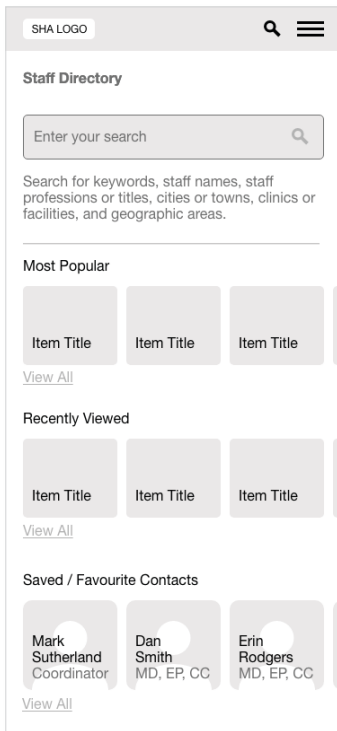 SHA LOGO
Staff Directory
Enter your search
Search for keywords, staff names, staff
professions or titles, cities or towns, clinics or
facilities, and geographic areas.
Most Popular
Item Title Item Title Item Title
View All
Recently Viewed
Item Title Item Title Item Title
View All
Saved / Favourite Contacts
Mark
Sutherland
Coordinator
Dan
Smith
MD, EP, CC
Erin
Rodgers
MD, EP, CC
View All